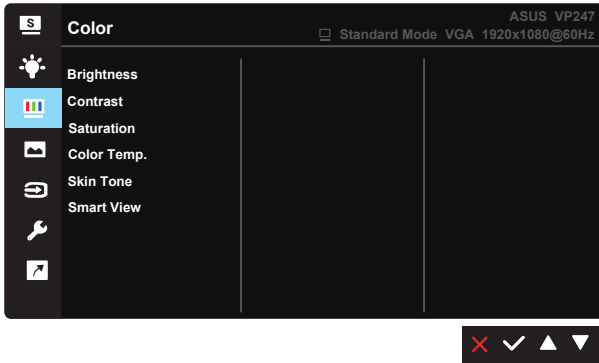 S
Color
ASUS VP247
Standard Mode VGA 1920x1080@60Hz
Brightness
Contrast
Saturation
Color Temp.
Skin Tone
Smart View